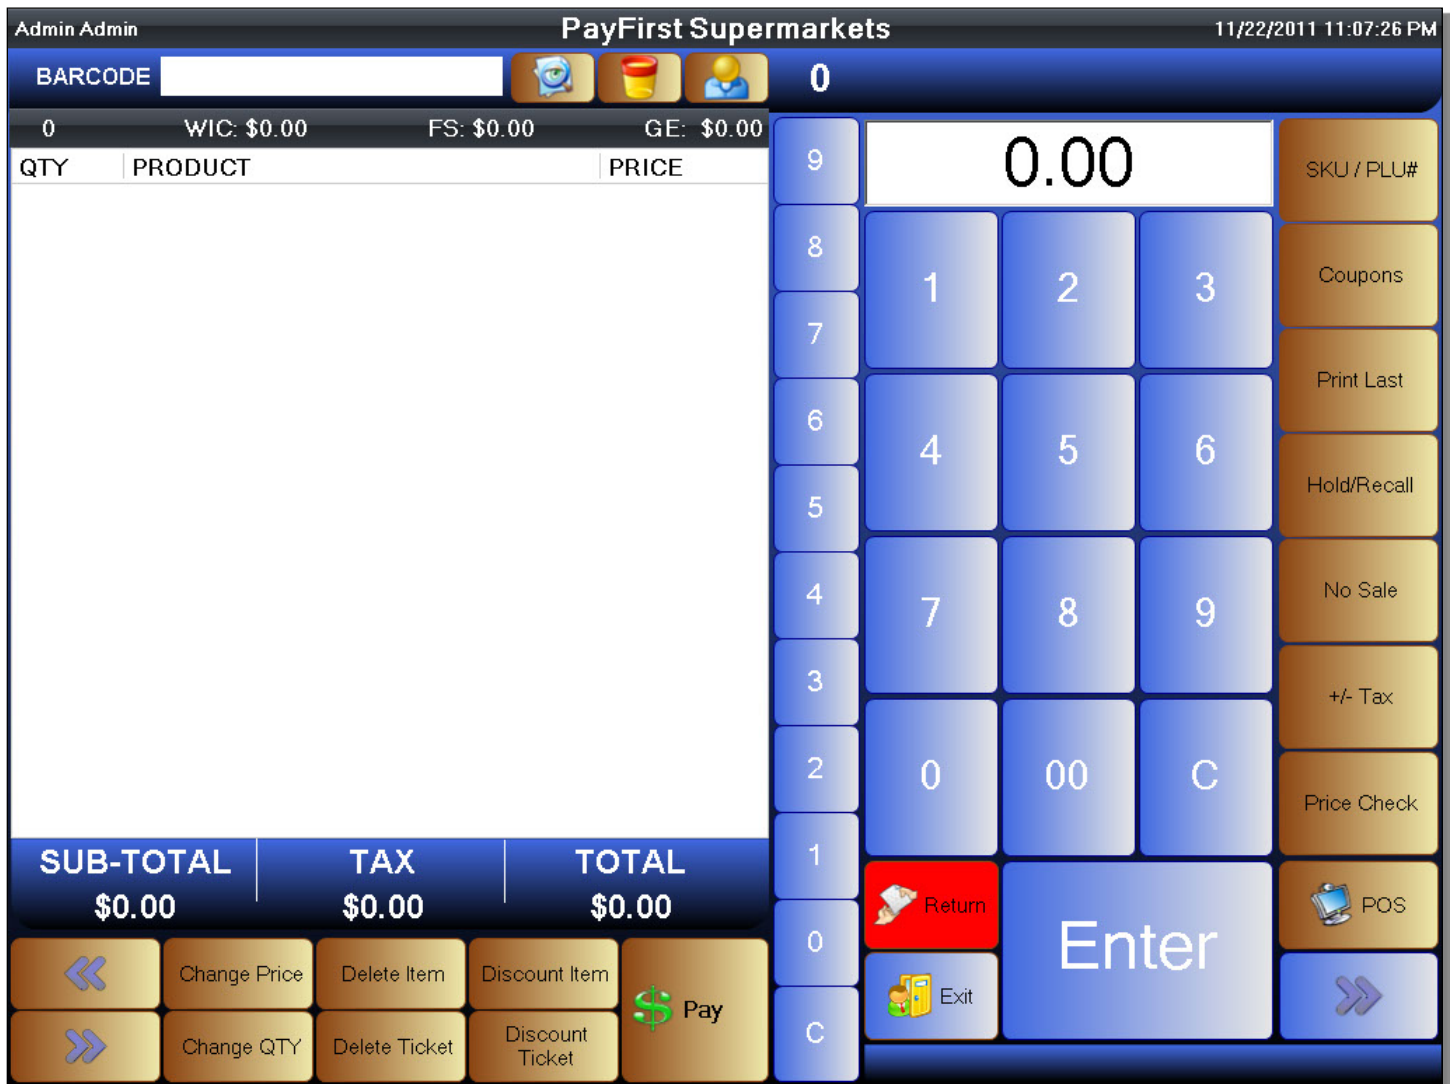 Admin Admin PayFirst Supermarkets 11/22/2011 11:07:26 PM
BARCODE 0
0 WIC: $0.00 FS: $0.00 GE: $0.00
QTY PRODUCT PRICE
SUB-TOTAL TAX TOTAL
$0.00 $0.00 $0.00
Change Price Delete Item Discount Item
Change QTY Delete Ticket Discount
Ticket
$ Pay
9
8
7
6
5
4
3
2
1
0
C
0.00
1 2 3
4 5 6
7 8 9
0 00 C
Return
Exit
Enter
SKU / PLU#
Coupons
Print Last
Hold/Recall
No Sale
+/- Tax
Price Check
POS